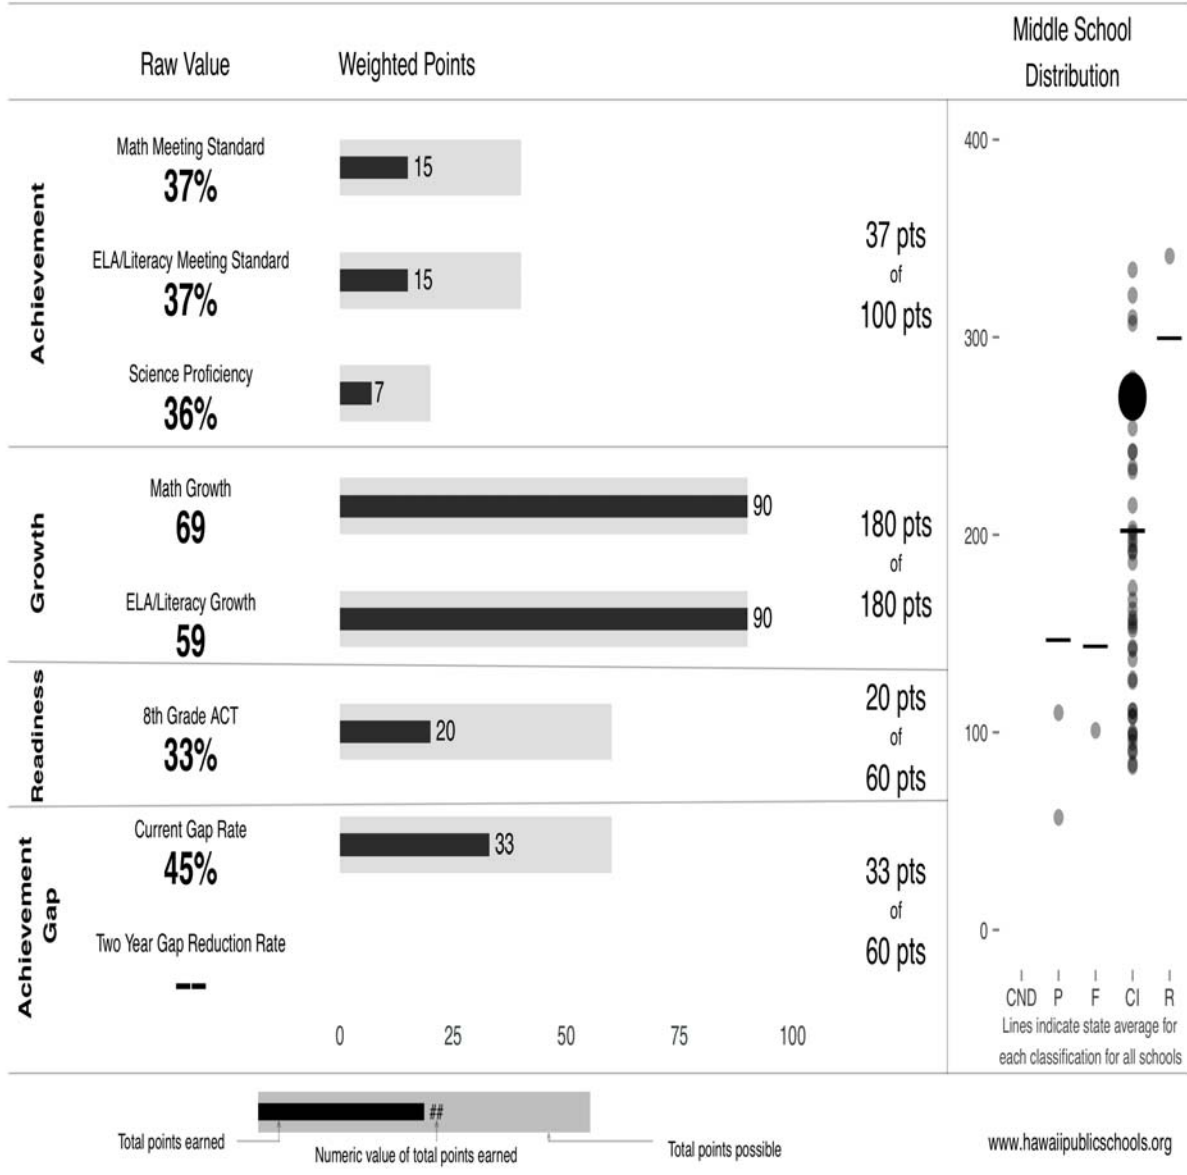 Raw Value
Weighted Points
Middle School
Distribution
Achievement
Math Meeting Standard
37%
15
ELA/Literacy Meeting Standard
37%
15
Science Proficiency
36%
7
37 pts
of
100 pts
Growth
Math Growth
69
90
ELA/Literacy Growth
59
90
180 pts
of
180 pts
Readiness
8th Grade ACT
33%
20
20 pts
of
60 pts
Achievement
Gap
Current Gap Rate
45%
33
Two Year Gap Reduction Rate
--
33 pts
of
60 pts
0 25 50 75 100
400
300
200
100
0
CND P F CI R
Lines indicate state average for
each classification for all schools
##
Total points earned
Numeric value of total points earned
Total points possible
www.hawaiipublicschools.org